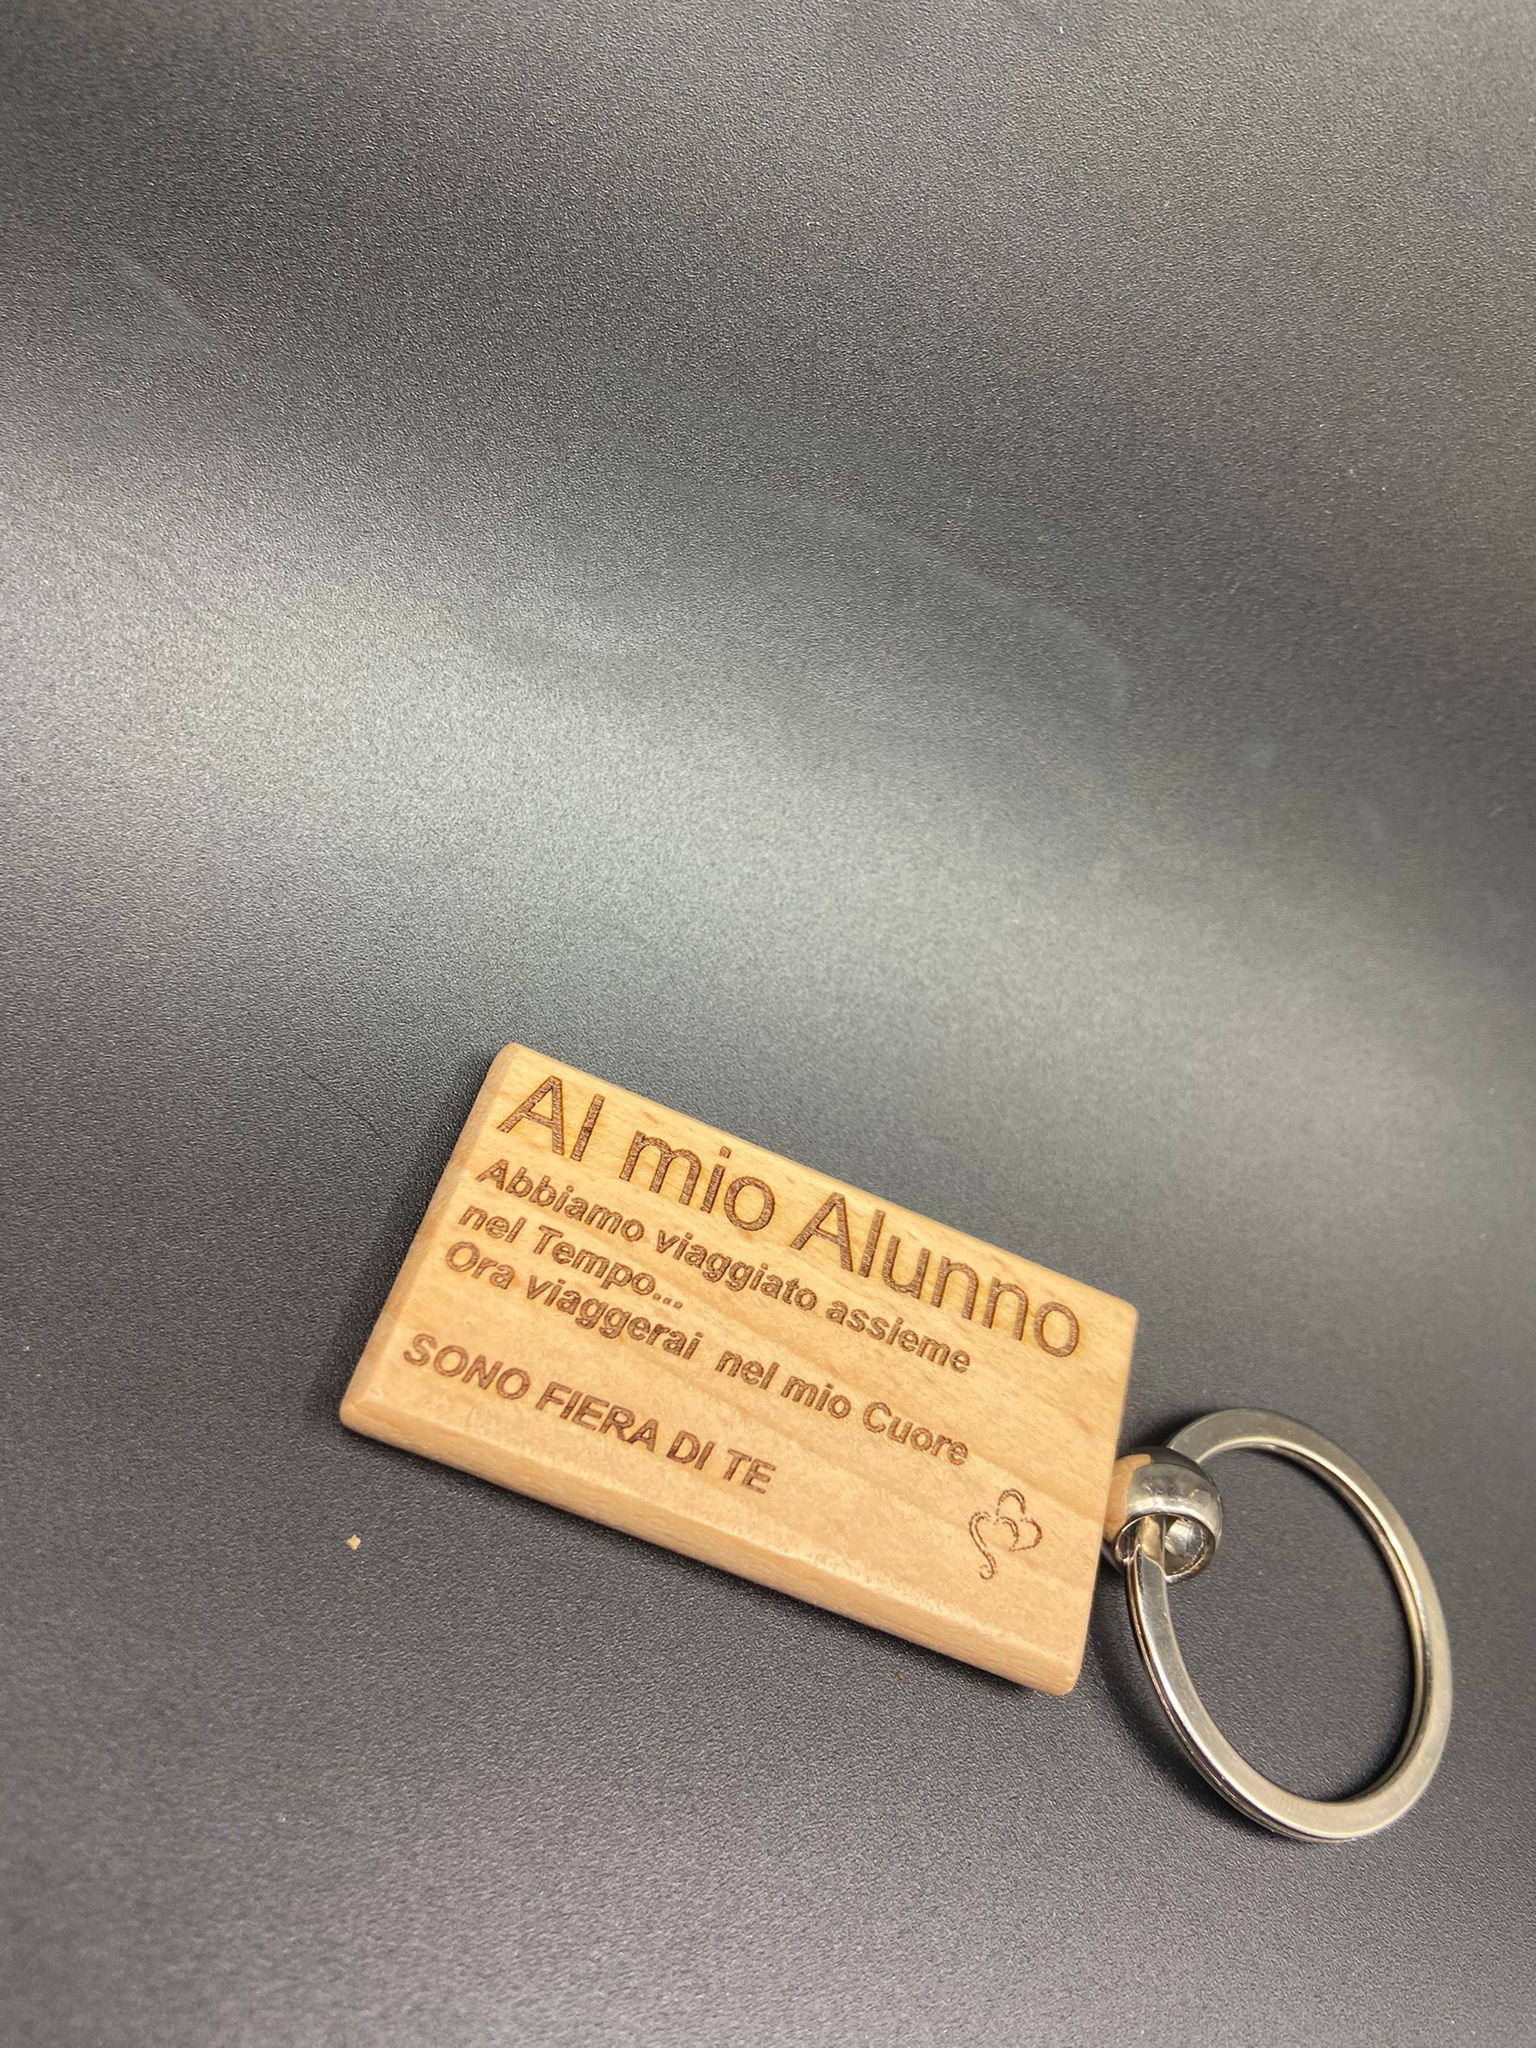 Al mio Alunno
Abbiamo viaggiato assieme
nel Tempo...
Ora viaggerai nel mio Cuore
SONO FIERA DI TE